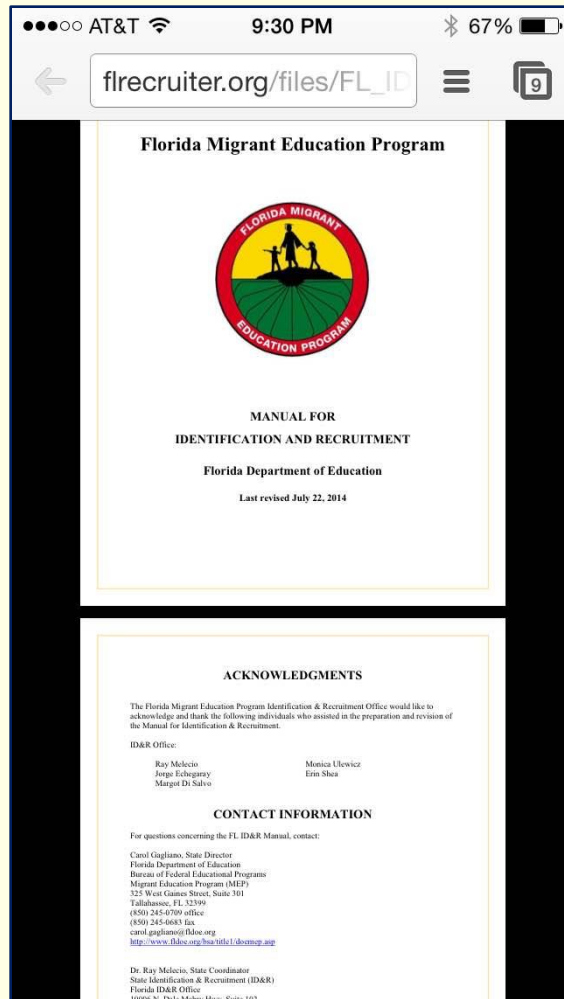 AT&T 9:30 PM 67%
flrecruiter.org/files/FL_ID
9
Florida Migrant Education Program
FLORIDA MIGRANT
EDUCATION PROGRAM
MANUAL FOR
IDENTIFICATION AND RECRUITMENT
Florida Department of Education
Last revised July 22, 2014
ACKNOWLEDGMENTS
The Florida Migrant Education Program Identification & Recruitment Office would like to
acknowledge and thank the following individuals who assisted in the preparation and revision of
the Manual for Identification & Recruitment.
ID&R Office:
Ray Melecio Monica Ulewicz
Jorge Echegaray Erin Shea
Margot Di Salvo
CONTACT INFORMATION
For questions concerning the FL ID&R Manual, contact:
Carol Gagliano, State Director
Florida Department of Education
Bureau of Federal Educational Programs
Migrant Education Program (MEP)
325 West Gaines Street, Suite 301
Tallahassee, FL 32399
(850) 245-0709 office
(850) 245-0683 fax
carol.gagliano@fldoe.org
http://www.fldoe.org/bsa/title1/doemep.asp
Dr. Ray Melecio, State Coordinator
State Identification & Recruitment (ID&R)
Florida ID&R Office